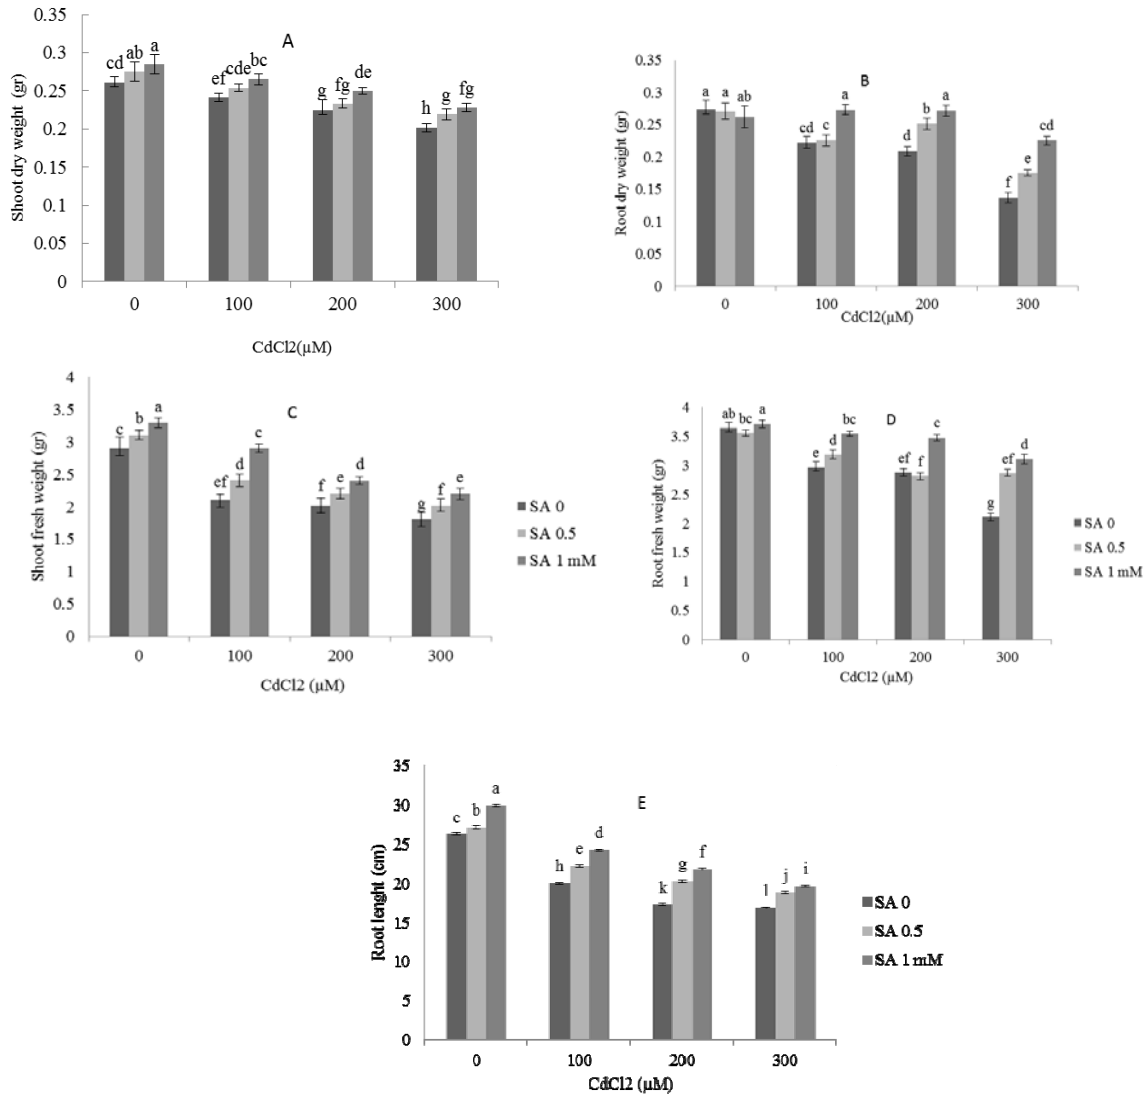 A
Shoot dry weight (gr)
0.35
0.3
0.25
0.2
0.15
0.1
0.05
0
cd ab a
ef cde bc
g fg de
h g fg
0 100 200 300
CdCl2(µM)
B
Root dry weight (gr)
0.35
0.3
0.25
0.2
0.15
0.1
0.05
0
a a ab
cd c a
d b a
f e cd
0 100 200 300
CdCl2(µM)
C
Shoot fresh weight (gr)
4
3.5
3
2.5
2
1.5
1
0.5
0
c b a
ef d c
f e d
g f e
0 100 200 300
CdCl2 (µM)
SA 0
SA 0.5
SA 1 mM
D
Root fresh weight (gr)
4
3.5
3
2.5
2
1.5
1
0.5
0
ab bc a
e d bc
ef f c
g ef d
0 100 200 300
CdCl2 (µM)
SA 0
SA 0.5
SA 1 mM
E
Root lenght (cm)
35
30
25
20
15
10
5
0
c b a
h e d
k g f
l j i
0 100 200 300
CdCl2 (µM)
SA 0
SA 0.5
SA 1 mM